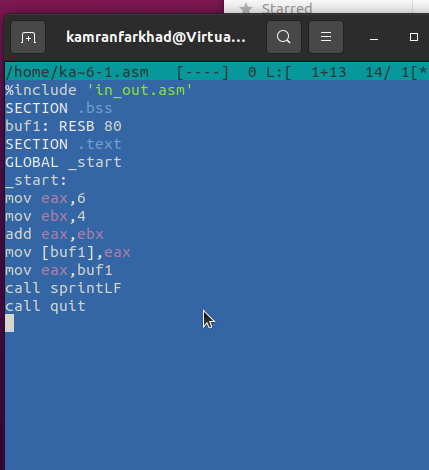 Starred
kamranfarkhad@Virtua...
/home/ka~6-1.asm   [----]  0 L:[  1+13  14/ 1[*
%include 'in_out.asm'
SECTION .bss
buf1: RESB 80
SECTION .text
GLOBAL _start
_start:
mov eax,6
mov ebx,4
add eax,ebx
mov [buf1],eax
mov eax,buf1
call sprintLF
call quit